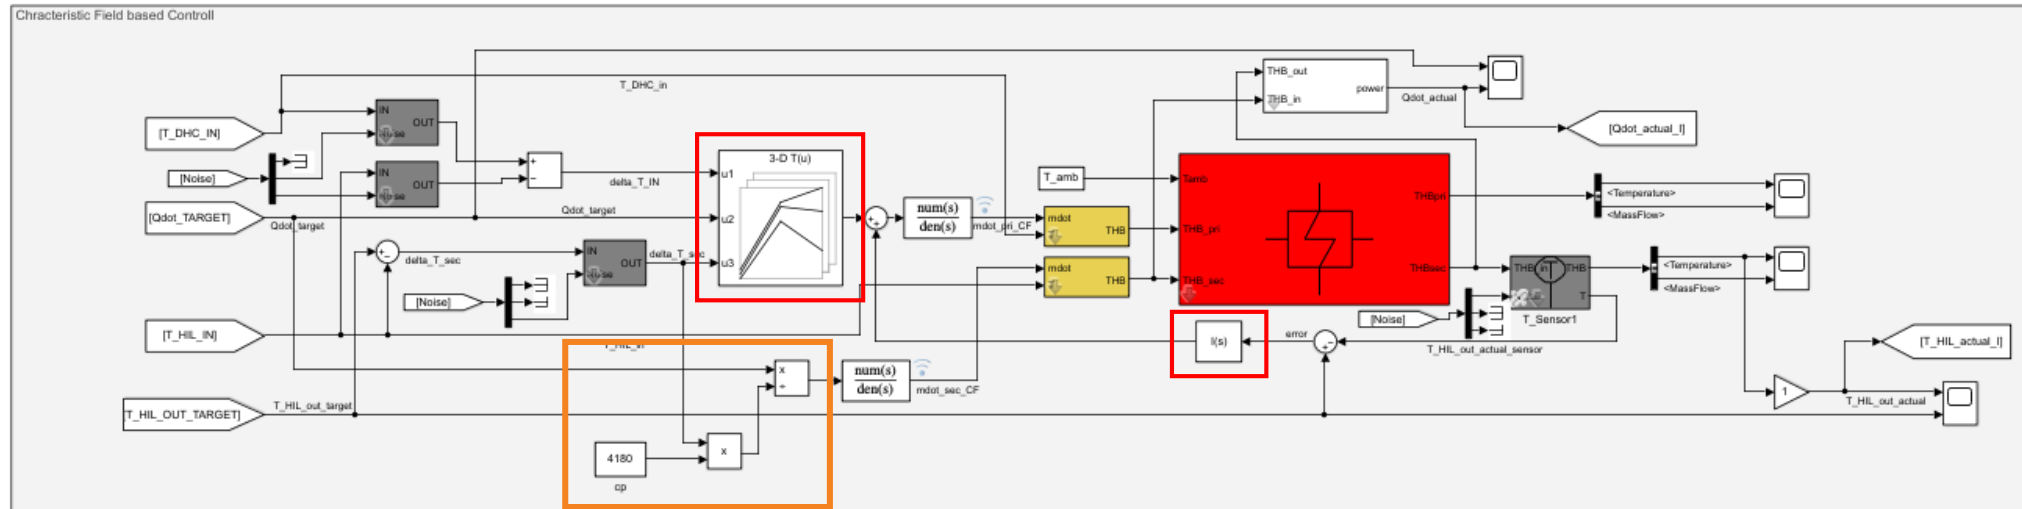 Chracteristic Field based Controll
T_DHC_in
[T_DHC_IN]
IN
OUT
[Noise]
IN
OUT
+
−
delta_T_IN
[Qdot_TARGET]
Qdot_target
Qdot_target
3-D T(u)
u1
u2
u3
+
+
num(s)
den(s)
mdot_pri_CF
T_amb
mdot
THB
mdot
THB
Tamb
THB_pri
THB_sec
THBpri
THBsec
THB_out
THB_in
power
Qdot_actual
[Qdot_actual_I]
<Temperature>
<MassFlow>
+
−
delta_T_sec
IN
OUT
delta_T_sec
[Noise]
[T_HIL_IN]
T_HIL_in
THB in
THB
T
T_Sensor1
[Noise]
<Temperature>
<MassFlow>
I(s)
error
+
−
T_HIL_out_actual_sensor
[T_HIL_actual_I]
x
÷
num(s)
den(s)
mdot_sec_CF
1
T_HIL_out_actual
T_HIL_OUT_TARGET]
T_HIL_out_target
4180
cp
x